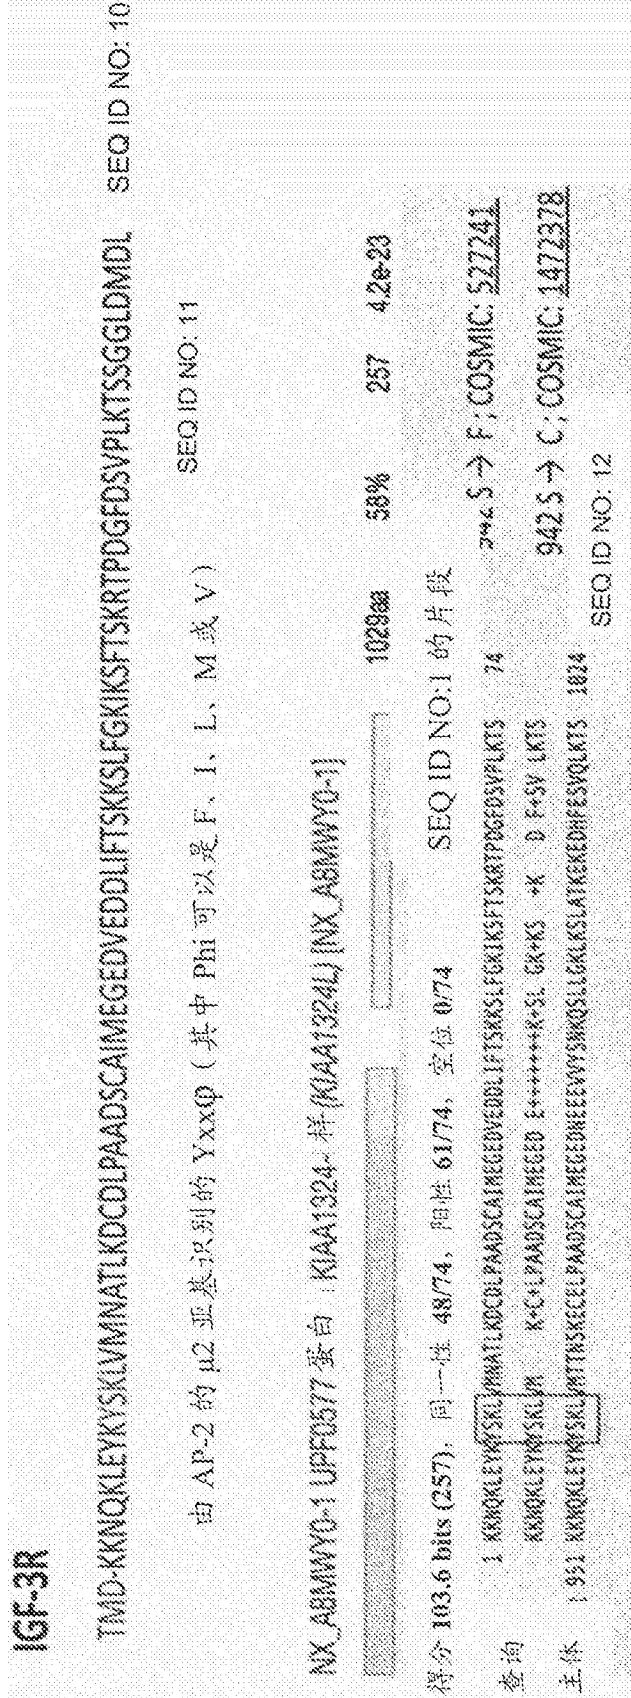 IGF-3R
TMD-KKNQKLEYKYSKLVMNATLKDCDLPAADSCAIMEGEDVEDDLIFTSKKSLFGKIKSFTSKRTPDGFDSVPLKTSSGGLDMDL SEQ ID NO: 10
由 AP-2 的 μ2 亚基识别的 Yxxφ（其中 Phi 可以是 F、I、L、M 或 V） SEQ ID NO: 11
NX_A8MWY0-1 UPF0577 蛋白：KIAA1324- 样 (KIAA1324L) [NX_A8MWY0-1]
1029aa 58% 257 4.2e-23
得分 103.6 bits (257)，同一性 48/74，阳性 61/74，空位 0/74 SEQ ID NO:1 的片段
查询 1 KKNQKLEYKYSKLVMNATLKDCDLPAADSCAIMEGEDVEDDLIFTSKKSLFGKIKSFTSKRTPDGFDSVPLKTS 74 S → F ; COSMIC: 527241
KKNQKLEYKYSKLVM K+C+LPAADSCAIMEGED E+++++++K+SL GK+KS +K D F+SV LKTS
主体 951 KKNQKLEYKYSKLVMTTNSKECELPAADSCAIMEGEDNEEEVVYSNKQSLLGKLKSLATKEKEDHFESVQLKTS 1024 942 S → C ; COSMIC: 1472378
SEQ ID NO: 12